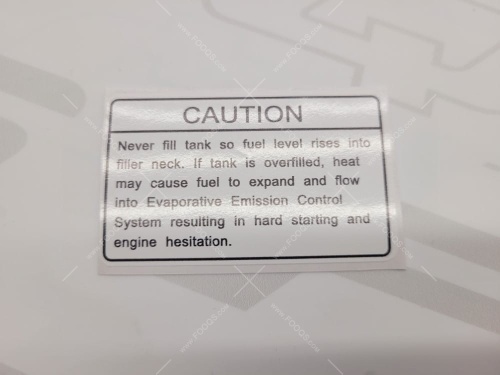 CAUTION
Never fill tank so fuel level rises into
filler neck. If tank is overfilled, heat
may cause fuel to expand and flow
into Evaporative Emission Control
System resulting in hard starting and
engine hesitation.